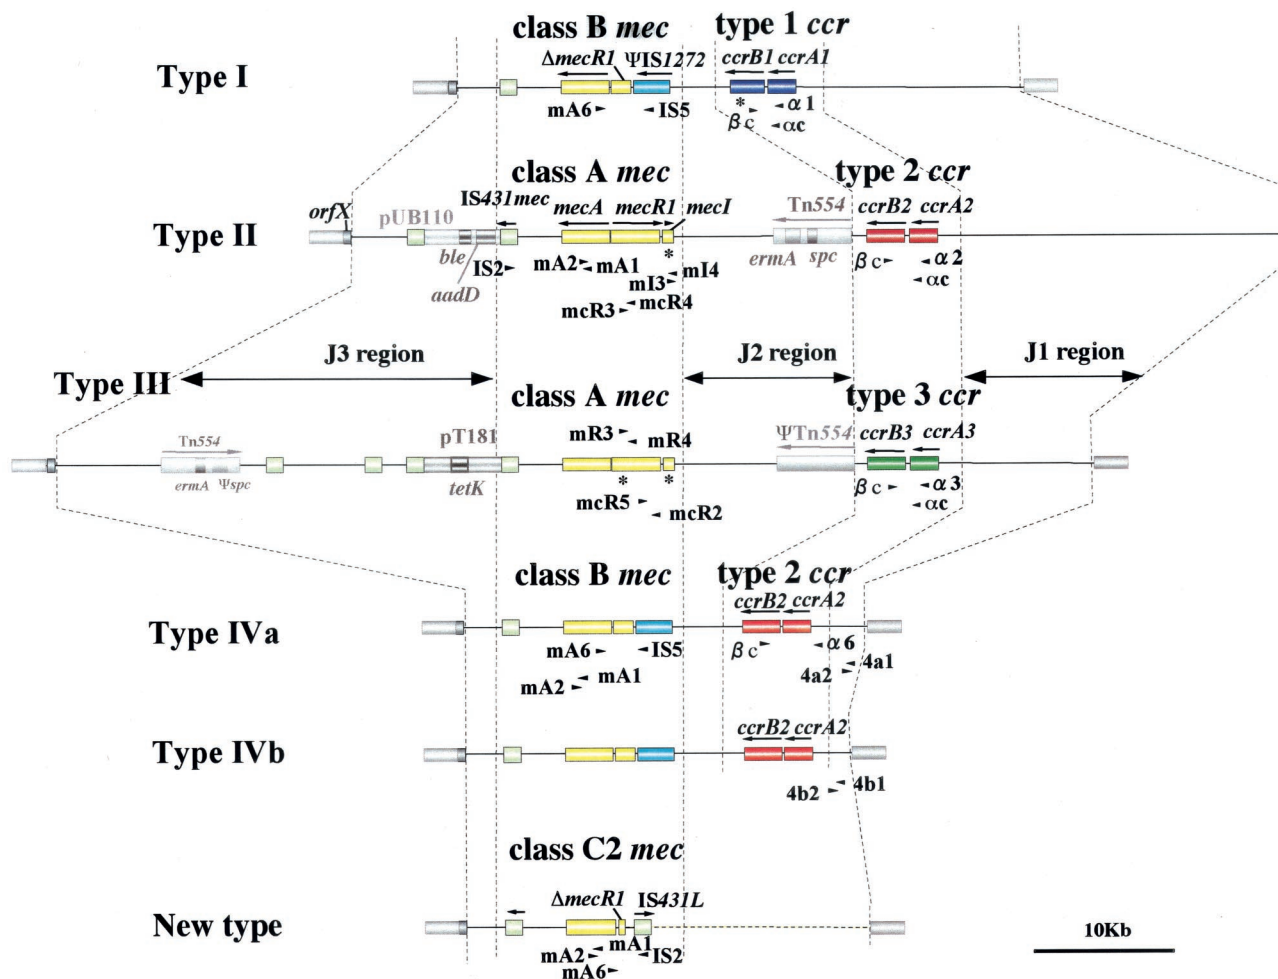 class B mec
type 1 ccr
Type I
ΔmecR1 ΨIS1272
ccrB1 ccrA1
mA6 IS5
* α1
βc αc
class A mec
type 2 ccr
IS431mec
Tn554
orfX pUB110
mecA mecR1 mecI
ccrB2 ccrA2
Type II
ble
ermA spc
*
IS2 mA2 mA1 mI4
βc α2
aadD
mI3
αc
mcR3 mcR4
J3 region
J2 region
J1 region
Type III
class A mec
type 3 ccr
Tn554
pT181
mR3 mR4
ΨTn554
ccrB3 ccrA3
ermA Ψspc
tetK
* *
βc α3
mcR5
αc
mcR2
class B mec
type 2 ccr
ccrB2 ccrA2
Type IVa
mA6 IS5
βc α6
mA2 mA1
4a2 4a1
ccrB2 ccrA2
Type IVb
4b2 4b1
class C2 mec
ΔmecR1 IS431L
New type
mA1
mA2 IS2
mA6
10Kb